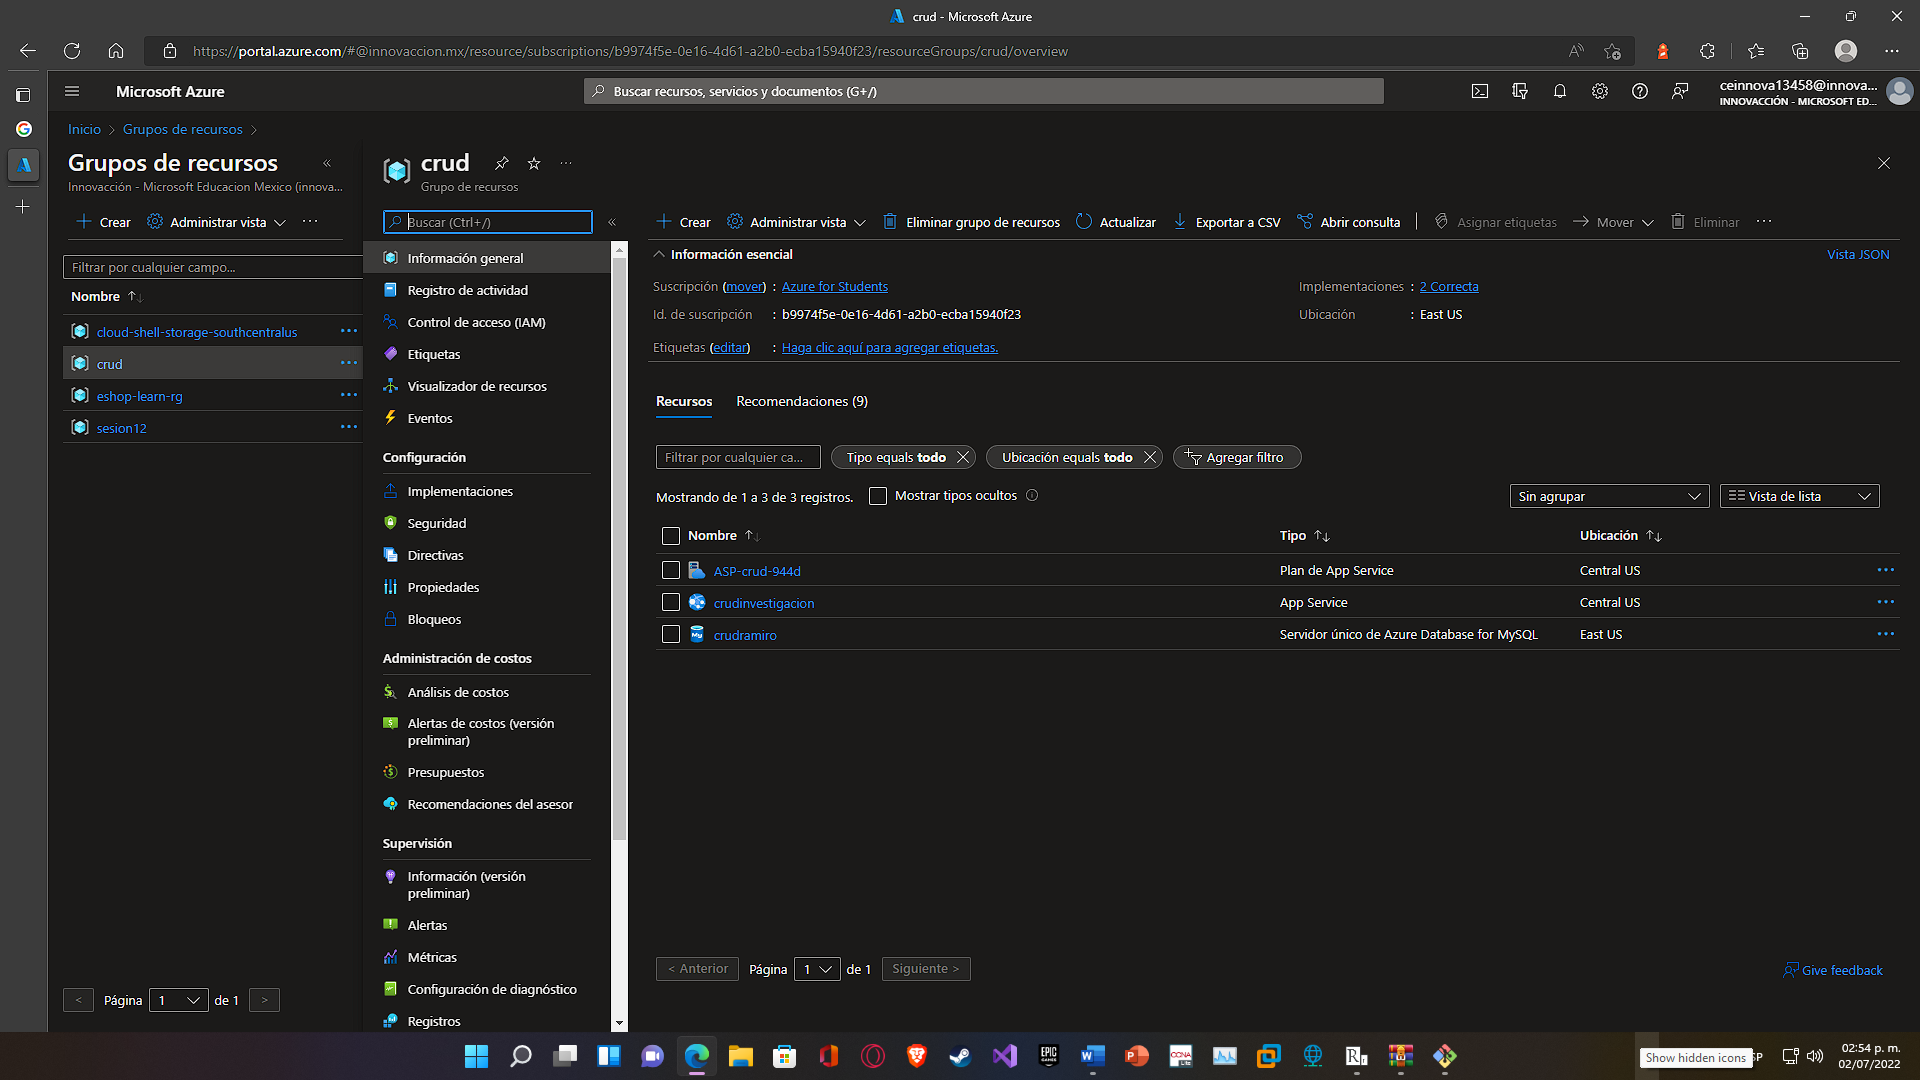 crud - Microsoft Azure
https://portal.azure.com/#@innovaccion.mx/resource/subscriptions/b9974f5e-0e16-4d61-a2b0-ecba15940f23/resourceGroups/crud/overview
Microsoft Azure
Buscar recursos, servicios y documentos (G+/)
ceinnova13458@innova...
INNOVACCIÓN - MICROSOFT ED...
Inicio > Grupos de recursos >
Grupos de recursos
Innovacción - Microsoft Educacion Mexico (innova...
+ Crear
Administrar vista
...
Filtrar por cualquier campo...
Nombre ↑↓
cloud-shell-storage-southcentralus
crud
eshop-learn-rg
sesion12
< Página 1 de 1 >
crud
Grupo de recursos
Buscar (Ctrl+/)
Información general
Registro de actividad
Control de acceso (IAM)
Etiquetas
Visualizador de recursos
Eventos
Configuración
Implementaciones
Seguridad
Directivas
Propiedades
Bloqueos
Administración de costos
Análisis de costos
Alertas de costos (versión
preliminar)
Presupuestos
Recomendaciones del asesor
Supervisión
Información (versión
preliminar)
Alertas
Métricas
Configuración de diagnóstico
Registros
+ Crear
Administrar vista
Eliminar grupo de recursos
Actualizar
Exportar a CSV
Abrir consulta
Asignar etiquetas
Mover
Eliminar
...
Información esencial
Vista JSON
Suscripción (mover) : Azure for Students
Id. de suscripción : b9974f5e-0e16-4d61-a2b0-ecba15940f23
Etiquetas (editar) : Haga clic aquí para agregar etiquetas.
Implementaciones : 2 Correcta
Ubicación : East US
Recursos
Recomendaciones (9)
Filtrar por cualquier ca...
Tipo equals todo
Ubicación equals todo
Agregar filtro
Mostrando de 1 a 3 de 3 registros.
Mostrar tipos ocultos
Sin agrupar
Vista de lista
Nombre ↑↓ Tipo ↑↓ Ubicación ↑↓
ASP-crud-944d Plan de App Service Central US
crudinvestigacion App Service Central US
crudramiro Servidor único de Azure Database for MySQL East US
< Anterior Página 1 de 1 Siguiente >
Give feedback
EPIC
GAMES
CCNA
Show hidden icons
02:54 p. m.
02/07/2022